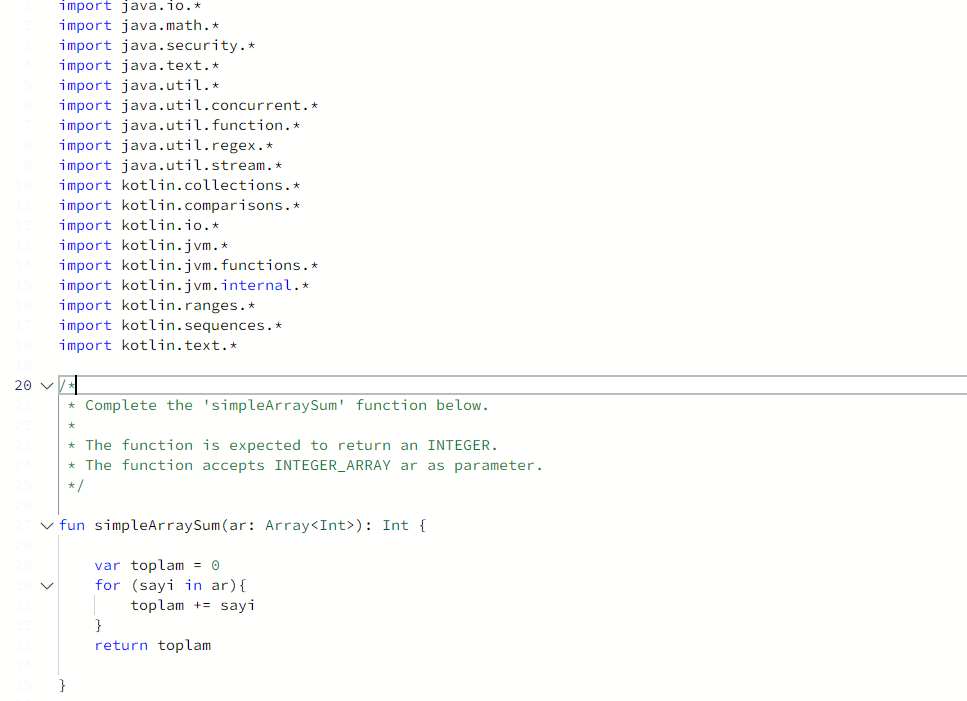 1 import java.io.*
2 import java.math.*
3 import java.security.*
4 import java.text.*
5 import java.util.*
6 import java.util.concurrent.*
7 import java.util.function.*
8 import java.util.regex.*
9 import java.util.stream.*
10 import kotlin.collections.*
11 import kotlin.comparisons.*
12 import kotlin.io.*
13 import kotlin.jvm.*
14 import kotlin.jvm.functions.*
15 import kotlin.jvm.internal.*
16 import kotlin.ranges.*
17 import kotlin.sequences.*
18 import kotlin.text.*
19
20 /*
21 * Complete the 'simpleArraySum' function below.
22 *
23 * The function is expected to return an INTEGER.
24 * The function accepts INTEGER_ARRAY ar as parameter.
25 */
26
27 fun simpleArraySum(ar: Array<Int>): Int {
28
29 var toplam = 0
30 for (sayi in ar){
31 toplam += sayi
32 }
33 return toplam
34
35 }